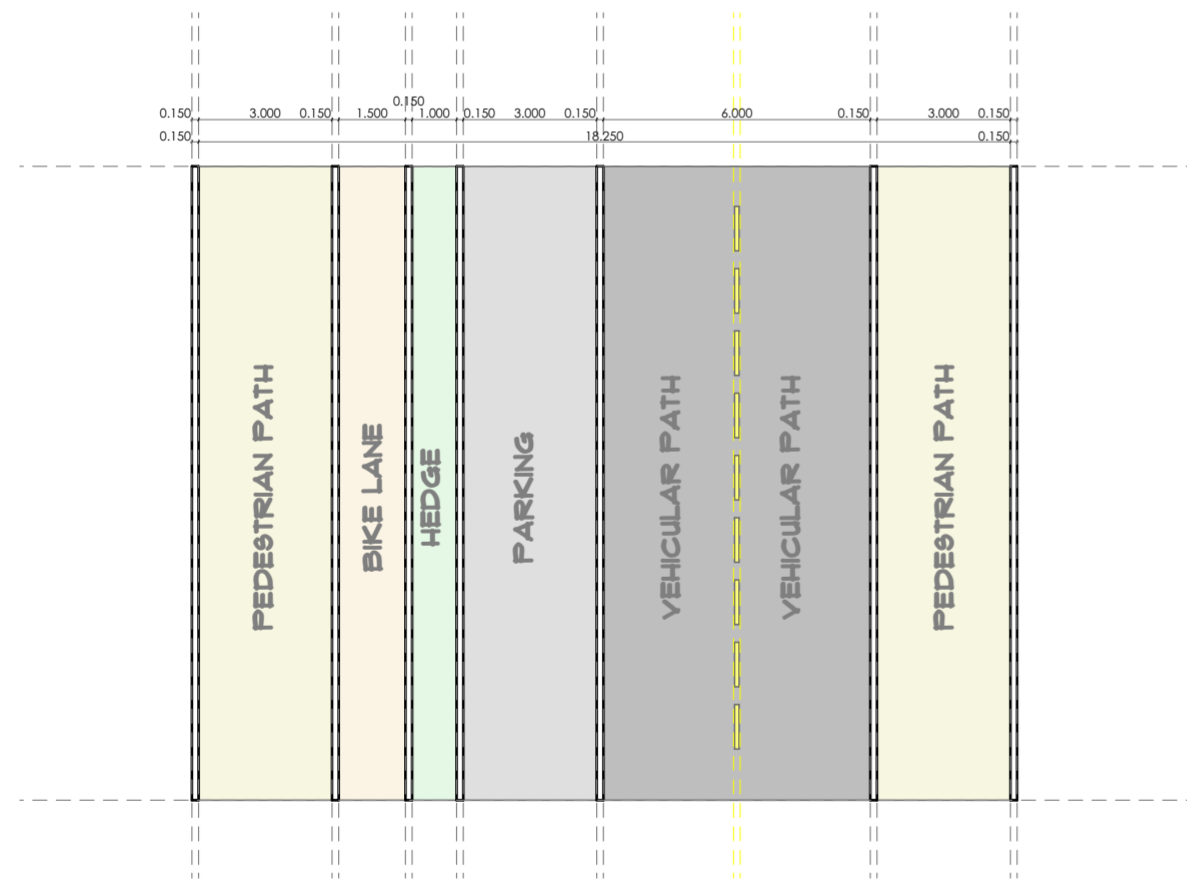 0.150
0.150 3.000 0.150 1.500 1.000 0.150 3.000 0.150 6.000 0.150 3.000 0.150
0.150 18.250 0.150
PEDESTRIAN PATH
BIKE LANE
HEDGE
PARKING
VEHICULAR PATH
VEHICULAR PATH
PEDESTRIAN PATH